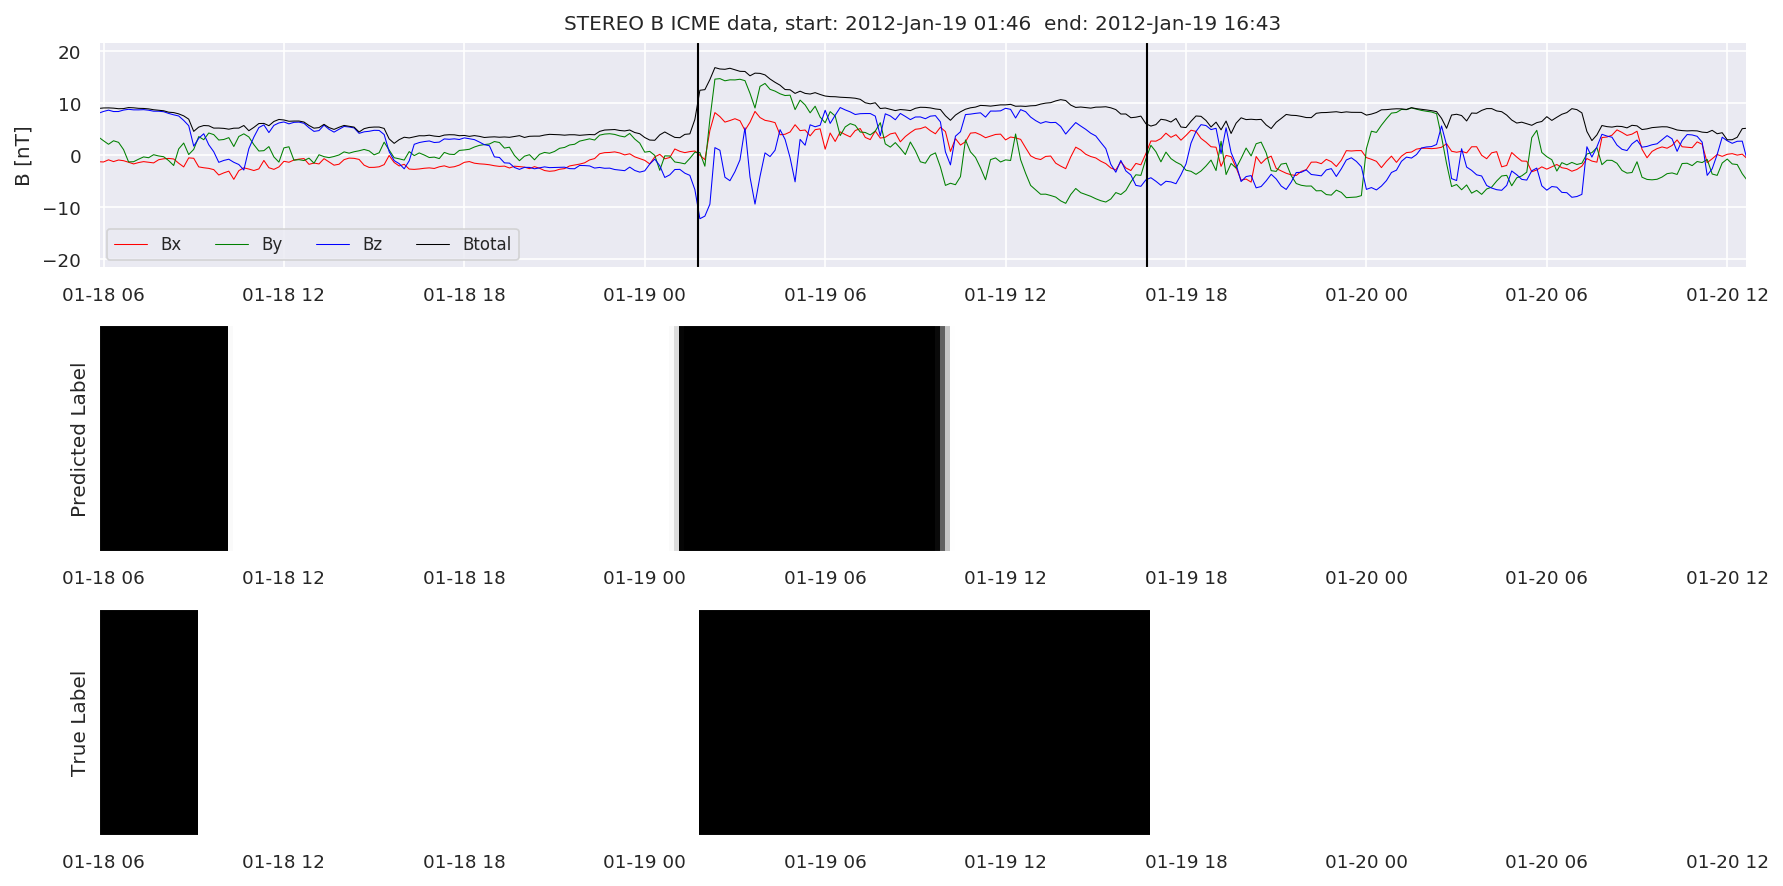 STEREO B ICME data, start: 2012-Jan-19 01:46  end: 2012-Jan-19 16:43
20
10
0
−10
−20
B [nT]
Bx By Bz Btotal
01-18 06 01-18 12 01-18 18 01-19 00 01-19 06 01-19 12 01-19 18 01-20 00 01-20 06 01-20 12
Predicted Label
01-18 06 01-18 12 01-18 18 01-19 00 01-19 06 01-19 12 01-19 18 01-20 00 01-20 06 01-20 12
True Label
01-18 06 01-18 12 01-18 18 01-19 00 01-19 06 01-19 12 01-19 18 01-20 00 01-20 06 01-20 12